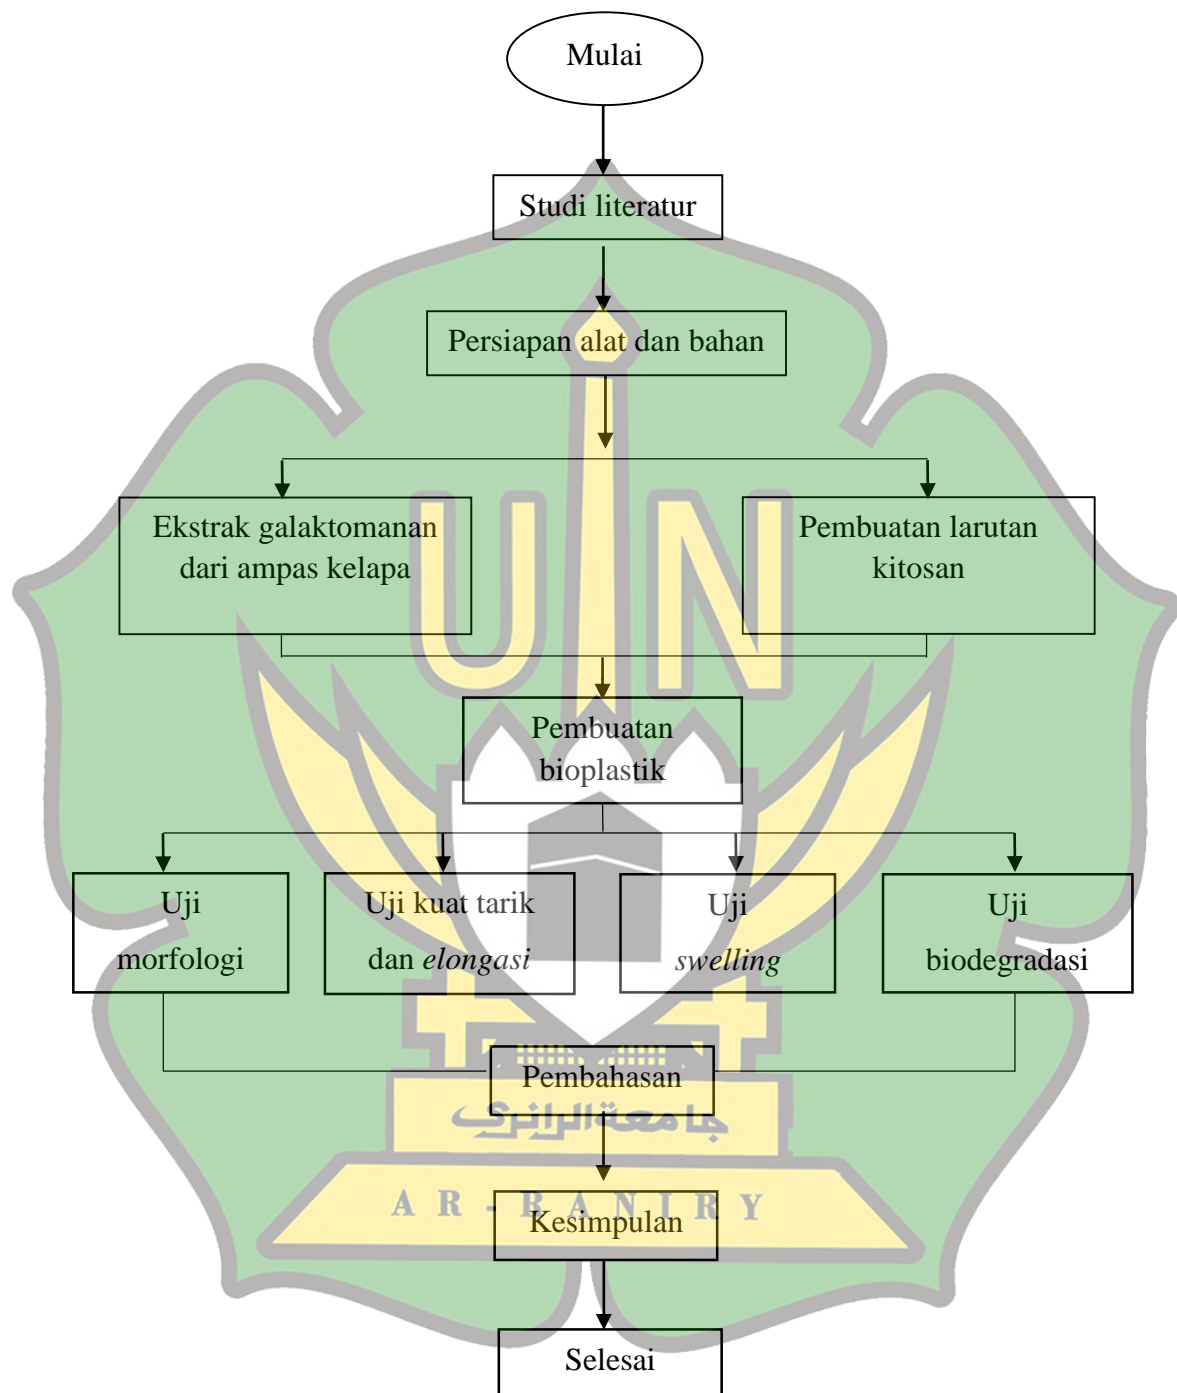 Mulai
Studi literatur
Persiapan alat dan bahan
Ekstrak galaktomanan
dari ampas kelapa
Pembuatan larutan
kitosan
UIN
Pembuatan
bioplastik
Uji
morfologi
Uji kuat tarik
dan elongasi
Uji
swelling
Uji
biodegradasi
Pembahasan
جامعة الرانري
AR-RANIRY
Kesimpulan
Selesai